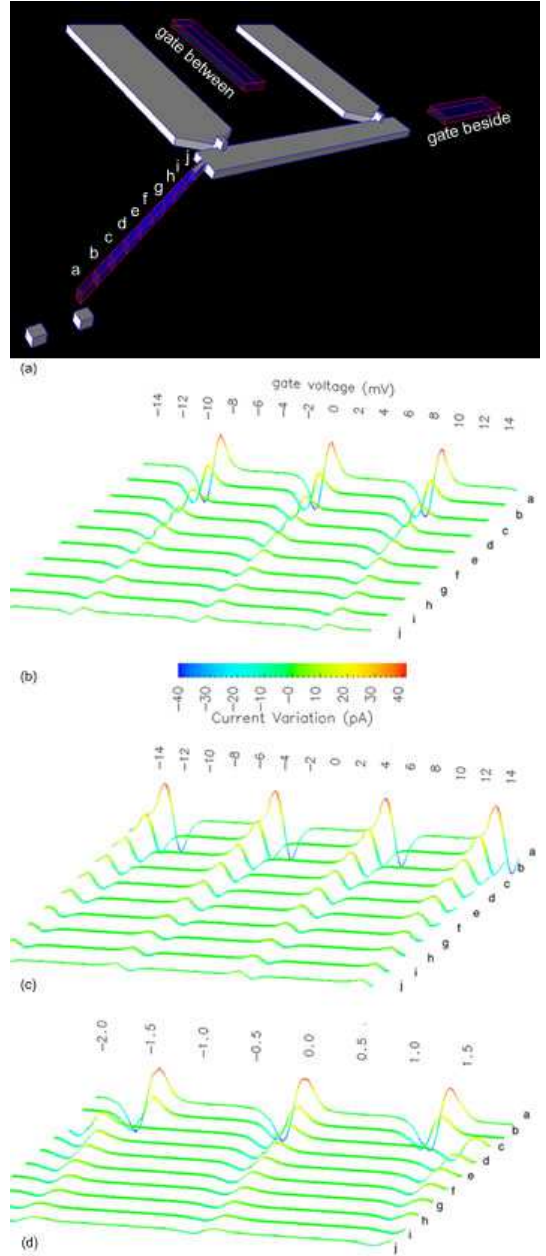 gate between
gate beside
j
i
h
g
f
e
d
c
b
a
(a)
gate voltage (mV)
-14
-12
-10
-8
-6
-4
-2
0
2
4
6
8
10
12
14
a
b
c
d
e
f
g
h
i
j
(b)
-40
-30
-20
-10
-0
10
20
30
40
Current Variation (pA)
-14
-12
-10
-8
-6
-4
-2
0
2
4
6
8
10
12
14
a
b
c
d
e
f
g
h
i
j
(c)
-2.0
-1.5
-1.0
-0.5
0.0
0.5
1.0
1.5
a
b
c
d
e
f
g
h
i
j
(d)